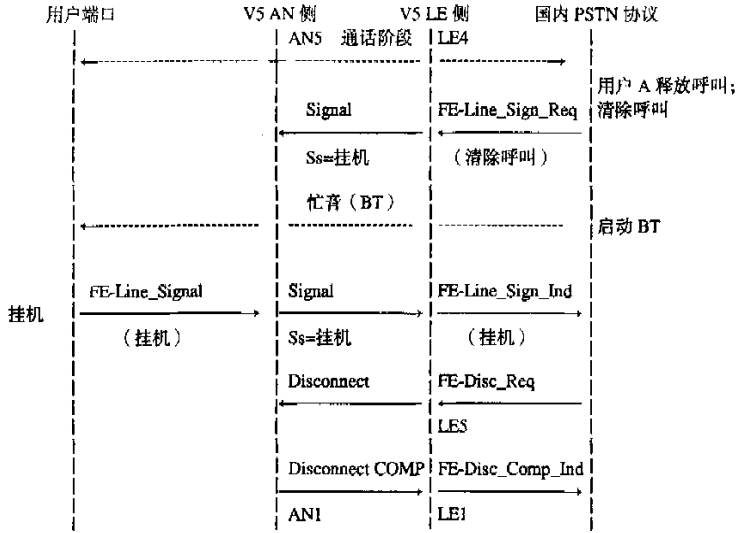 用户端口 V5 AN 侧 V5 LE 侧 国内 PSTN 协议
AN5 通话阶段 LE4
用户 A 释放呼叫；
Signal FE-Line_Sign_Req 清除呼叫
Ss=挂机 （清除呼叫）
忙音（BT）
启动 BT
FE-Line_Signal Signal FE-Line_Sign_Ind
挂机
（挂机） Ss=挂机 （挂机）
Disconnect FE-Disc_Req
LE5
Disconnect COMP FE-Disc_Comp_Ind
AN1 LE1